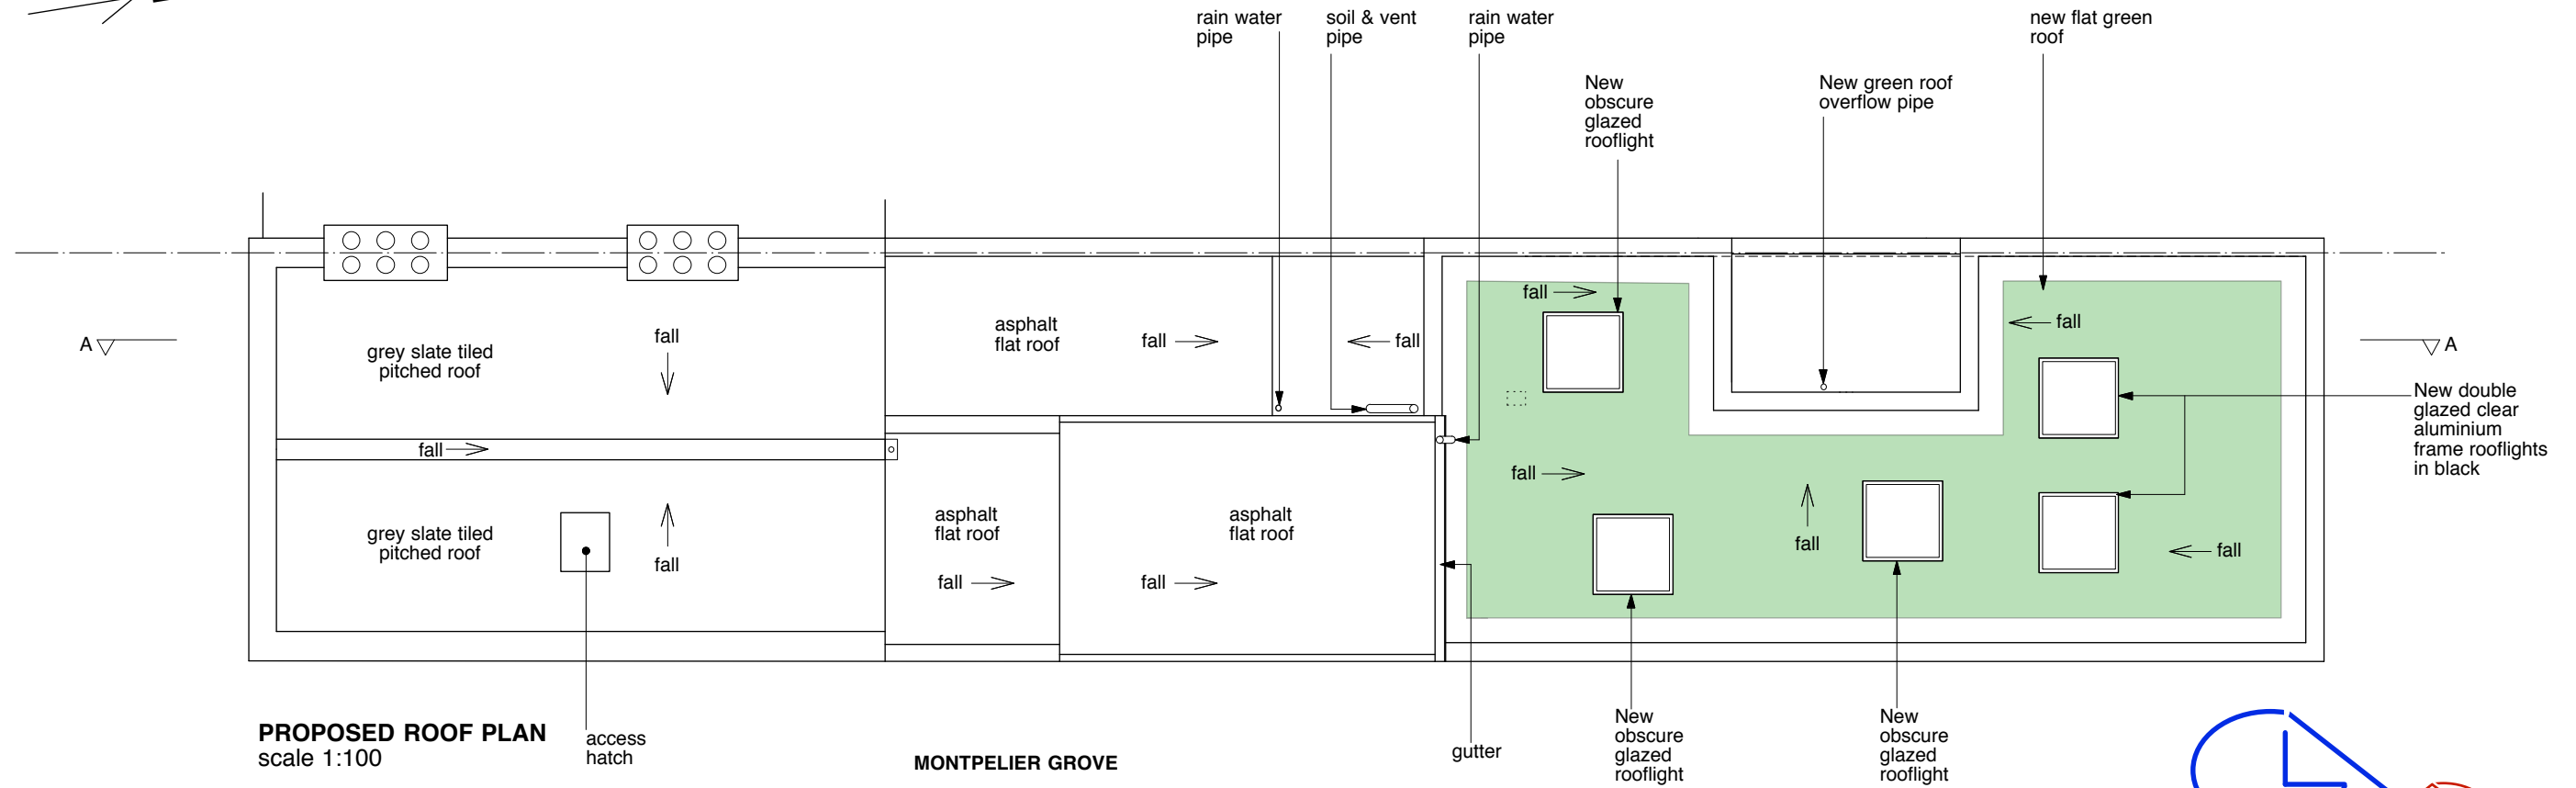 rain water
pipe
soil & vent
pipe
rain water
pipe
new flat green
roof
New
obscure
glazed
rooflight
New green roof
overflow pipe
fall
fall
A
grey slate tiled
pitched roof
fall
asphalt
flat roof
fall
fall
A
New double
glazed clear
aluminium
frame rooflights
in black
fall
fall
grey slate tiled
pitched roof
fall
asphalt
flat roof
fall
asphalt
flat roof
fall
fall
fall
PROPOSED ROOF PLAN
scale 1:100
access
hatch
MONTPELIER GROVE
gutter
New
obscure
glazed
rooflight
New
obscure
glazed
rooflight